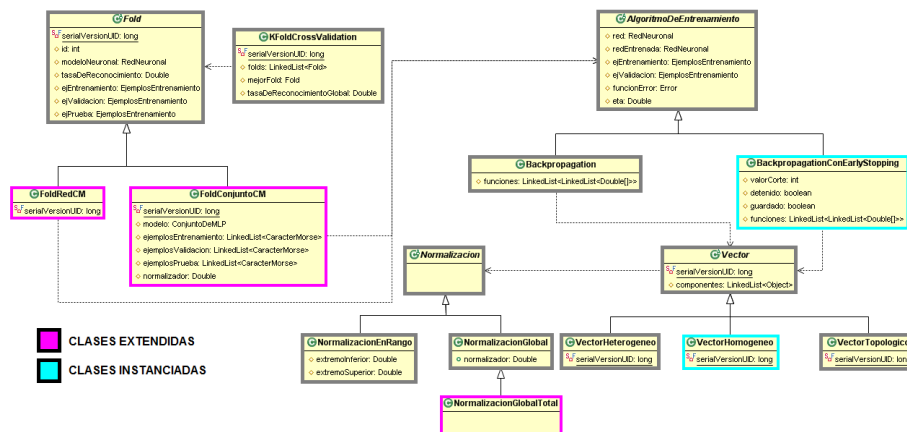 Fold
serialVersionUID: long
id: int
modeloNeuronal: RedNeuronal
tasaDeReconocimiento: Double
ejEntrenamiento: EjemplosEntrenamiento
ejValidacion: EjemplosEntrenamiento
ejPrueba: EjemplosEntrenamiento
KFoldCrossValidation
serialVersionUID: long
folds: LinkedList<Fold>
mejorFold: Fold
tasaDeReconocimientoGlobal: Double
AlgoritmoDeEntrenamiento
red: RedNeuronal
redEntrenada: RedNeuronal
ejEntrenamiento: EjemplosEntrenamiento
ejValidacion: EjemplosEntrenamiento
funcionError: Error
eta: Double
FoldRedCM
serialVersionUID: long
FoldConjuntoCM
serialVersionUID: long
modelo: ConjuntoDeMLP
ejemplosEntrenamiento: LinkedList<CaracterMorse>
ejemplosValidacion: LinkedList<CaracterMorse>
ejemplosPrueba: LinkedList<CaracterMorse>
normalizador: Double
Backpropagation
funciones: LinkedList<LinkedList<Double[]>>
BackpropagationConEarlyStopping
valorCorte: int
detenido: boolean
guardado: boolean
funciones: LinkedList<LinkedList<Double[]>>
Normalizacion
Vector
serialVersionUID: long
componentes: LinkedList<Object>
NormalizacionEnRango
extremoInferior: Double
extremoSuperior: Double
NormalizacionGlobal
normalizador: Double
VectorHeterogeneo
serialVersionUID: long
VectorHomogeneo
serialVersionUID: long
VectorTopologico
serialVersionUID: long
NormalizacionGlobalTotal
CLASES EXTENDIDAS
CLASES INSTANCIADAS